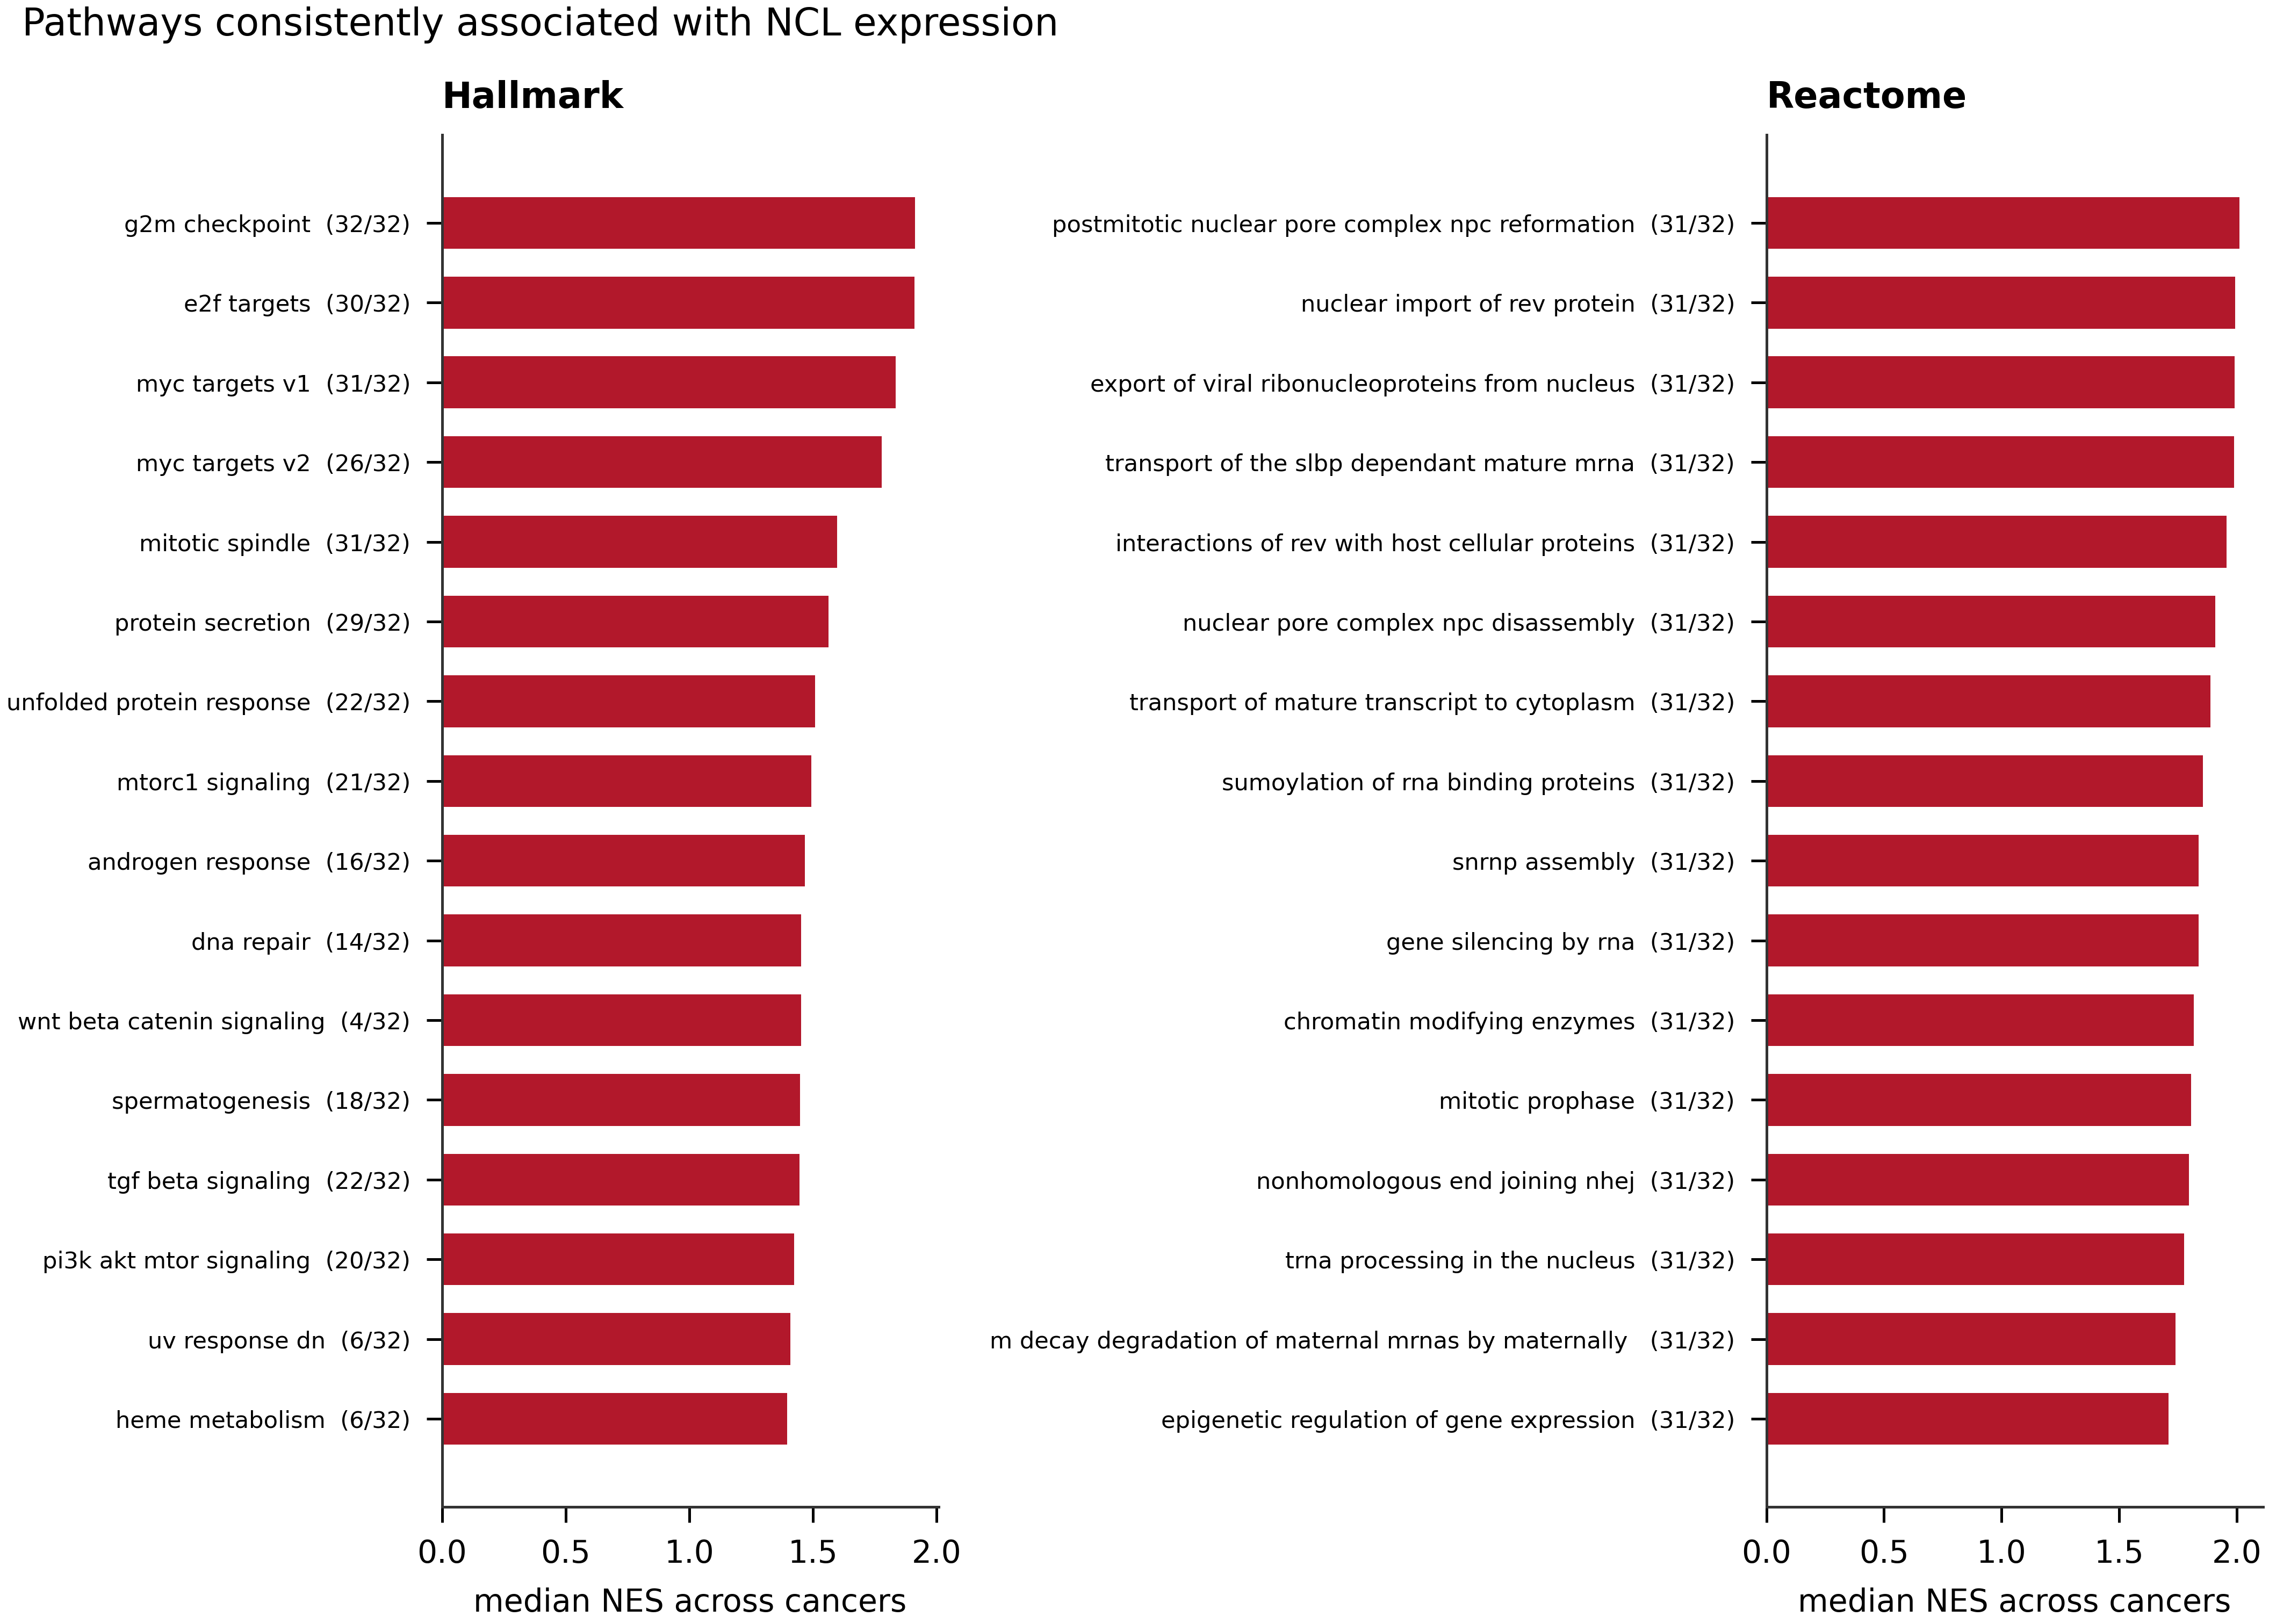 Pathways consistently associated with NCL expression
Hallmark
g2m checkpoint (32/32)
e2f targets (30/32)
myc targets v1 (31/32)
myc targets v2 (26/32)
mitotic spindle (31/32)
protein secretion (29/32)
unfolded protein response (22/32)
mtorc1 signaling (21/32)
androgen response (16/32)
dna repair (14/32)
wnt beta catenin signaling (4/32)
spermatogenesis (18/32)
tgf beta signaling (22/32)
pi3k akt mtor signaling (20/32)
uv response dn (6/32)
heme metabolism (6/32)
0.0 0.5 1.0 1.5 2.0
median NES across cancers
Reactome
postmitotic nuclear pore complex npc reformation (31/32)
nuclear import of rev protein (31/32)
export of viral ribonucleoproteins from nucleus (31/32)
transport of the slbp dependant mature mrna (31/32)
interactions of rev with host cellular proteins (31/32)
nuclear pore complex npc disassembly (31/32)
transport of mature transcript to cytoplasm (31/32)
sumoylation of rna binding proteins (31/32)
snrnp assembly (31/32)
gene silencing by rna (31/32)
chromatin modifying enzymes (31/32)
mitotic prophase (31/32)
nonhomologous end joining nhej (31/32)
trna processing in the nucleus (31/32)
m decay degradation of maternal mrnas by maternally (31/32)
epigenetic regulation of gene expression (31/32)
0.0 0.5 1.0 1.5 2.0
median NES across cancers